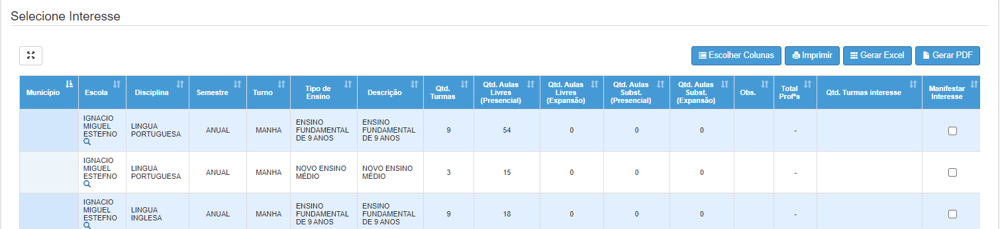 Selecione Interesse
Escolher Colunas Imprimir Gerar Excel Gerar PDF
Município Escola Disciplina Semestre Turno Tipo de Ensino Descrição Qtd. Turmas Qtd. Aulas Livres (Presencial) Qtd. Aulas Livres (Expansão) Qtd. Aulas Subst. (Presencial) Qtd. Aulas Subst. (Expansão) Obs. Total Profºs Qtd. Turmas interesse Manifestar Interesse
IGNACIO MIGUEL ESTEFNO LINGUA PORTUGUESA ANUAL MANHA ENSINO FUNDAMENTAL DE 9 ANOS ENSINO FUNDAMENTAL DE 9 ANOS 9 54 0 0 0 -
IGNACIO MIGUEL ESTEFNO LINGUA PORTUGUESA ANUAL MANHA NOVO ENSINO MÉDIO NOVO ENSINO MÉDIO 3 15 0 0 0 -
IGNACIO MIGUEL ESTEFNO LINGUA INGLESA ANUAL MANHA ENSINO FUNDAMENTAL DE 9 ANOS ENSINO FUNDAMENTAL DE 9 ANOS 9 18 0 0 0 -